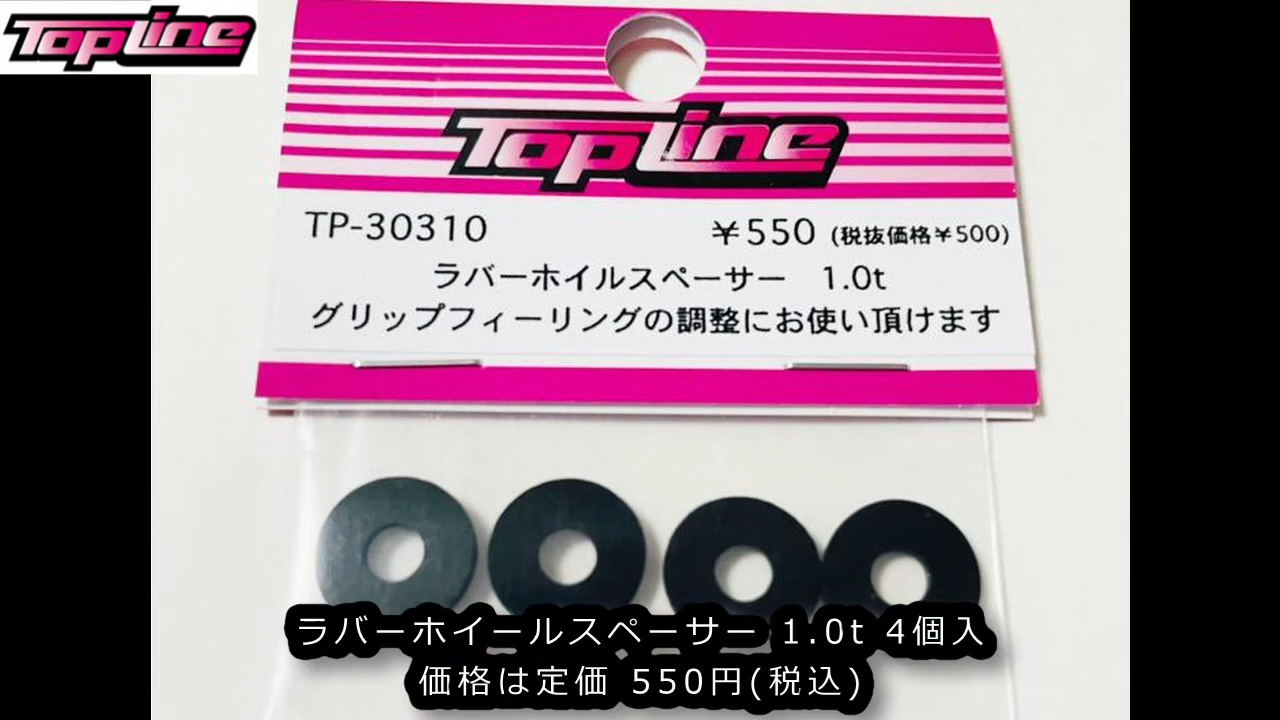 TopLine
TopLine
TP-30310 ￥550 (税抜価格￥500)
ラバーホイルスペーサー 1.0t
グリップフィーリングの調整にお使い頂けます
ラバーホイールスペーサー 1.0t 4個入
価格は定価 550円(税込)